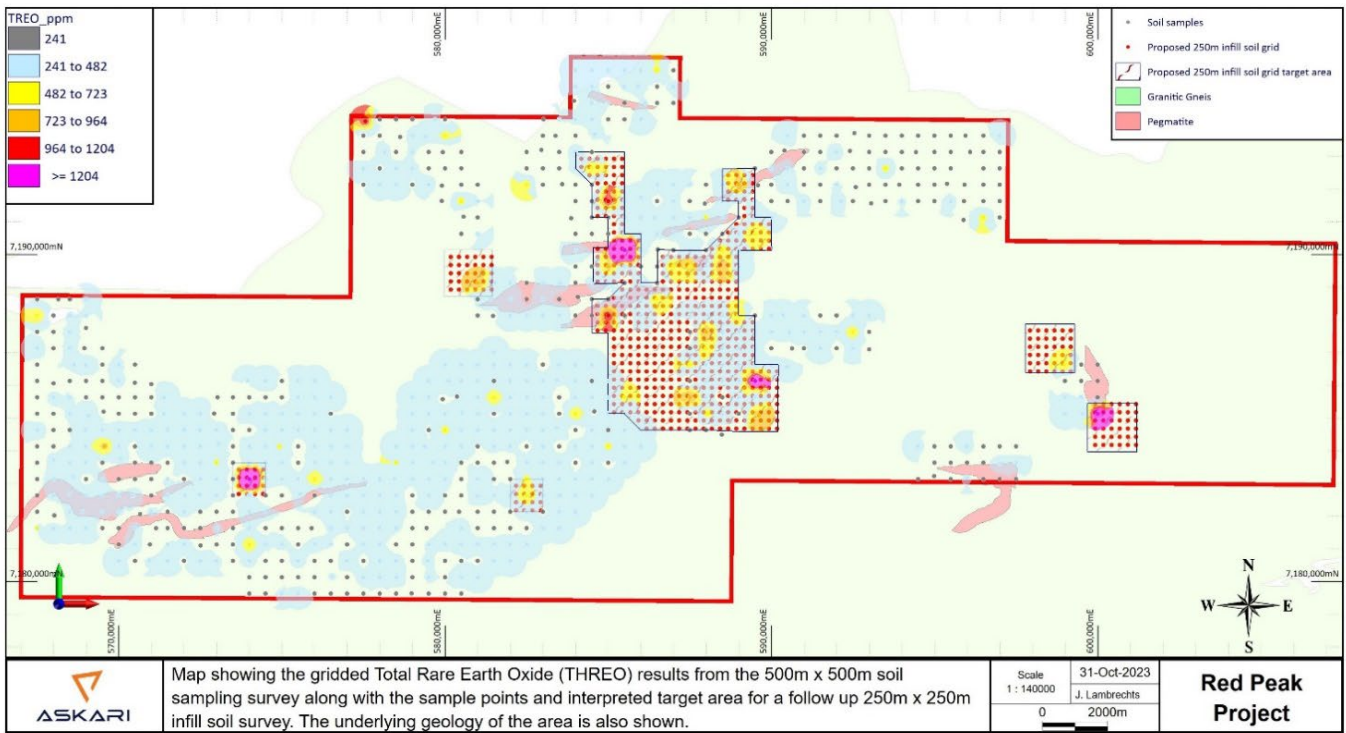 TREO_ppm
241
241 to 482
482 to 723
723 to 964
964 to 1204
>= 1204
580,000mE
590,000mE
600,000mE
Soil samples
Proposed 250m infill soil grid
Proposed 250m infill soil grid target area
Granitic Gneis
Pegmatite
7,190,000mN
7,190,000mN
7,180,000mN
7,180,000mN
570,000mE
580,000mE
590,000mE
600,000mE
N
W E
S
ASKARI
Map showing the gridded Total Rare Earth Oxide (THREO) results from the 500m x 500m soil
sampling survey along with the sample points and interpreted target area for a follow up 250m x 250m
infill soil survey. The underlying geology of the area is also shown.
Scale
1 : 140000
31-Oct-2023
J. Lambrechts
0 2000m
Red Peak
Project